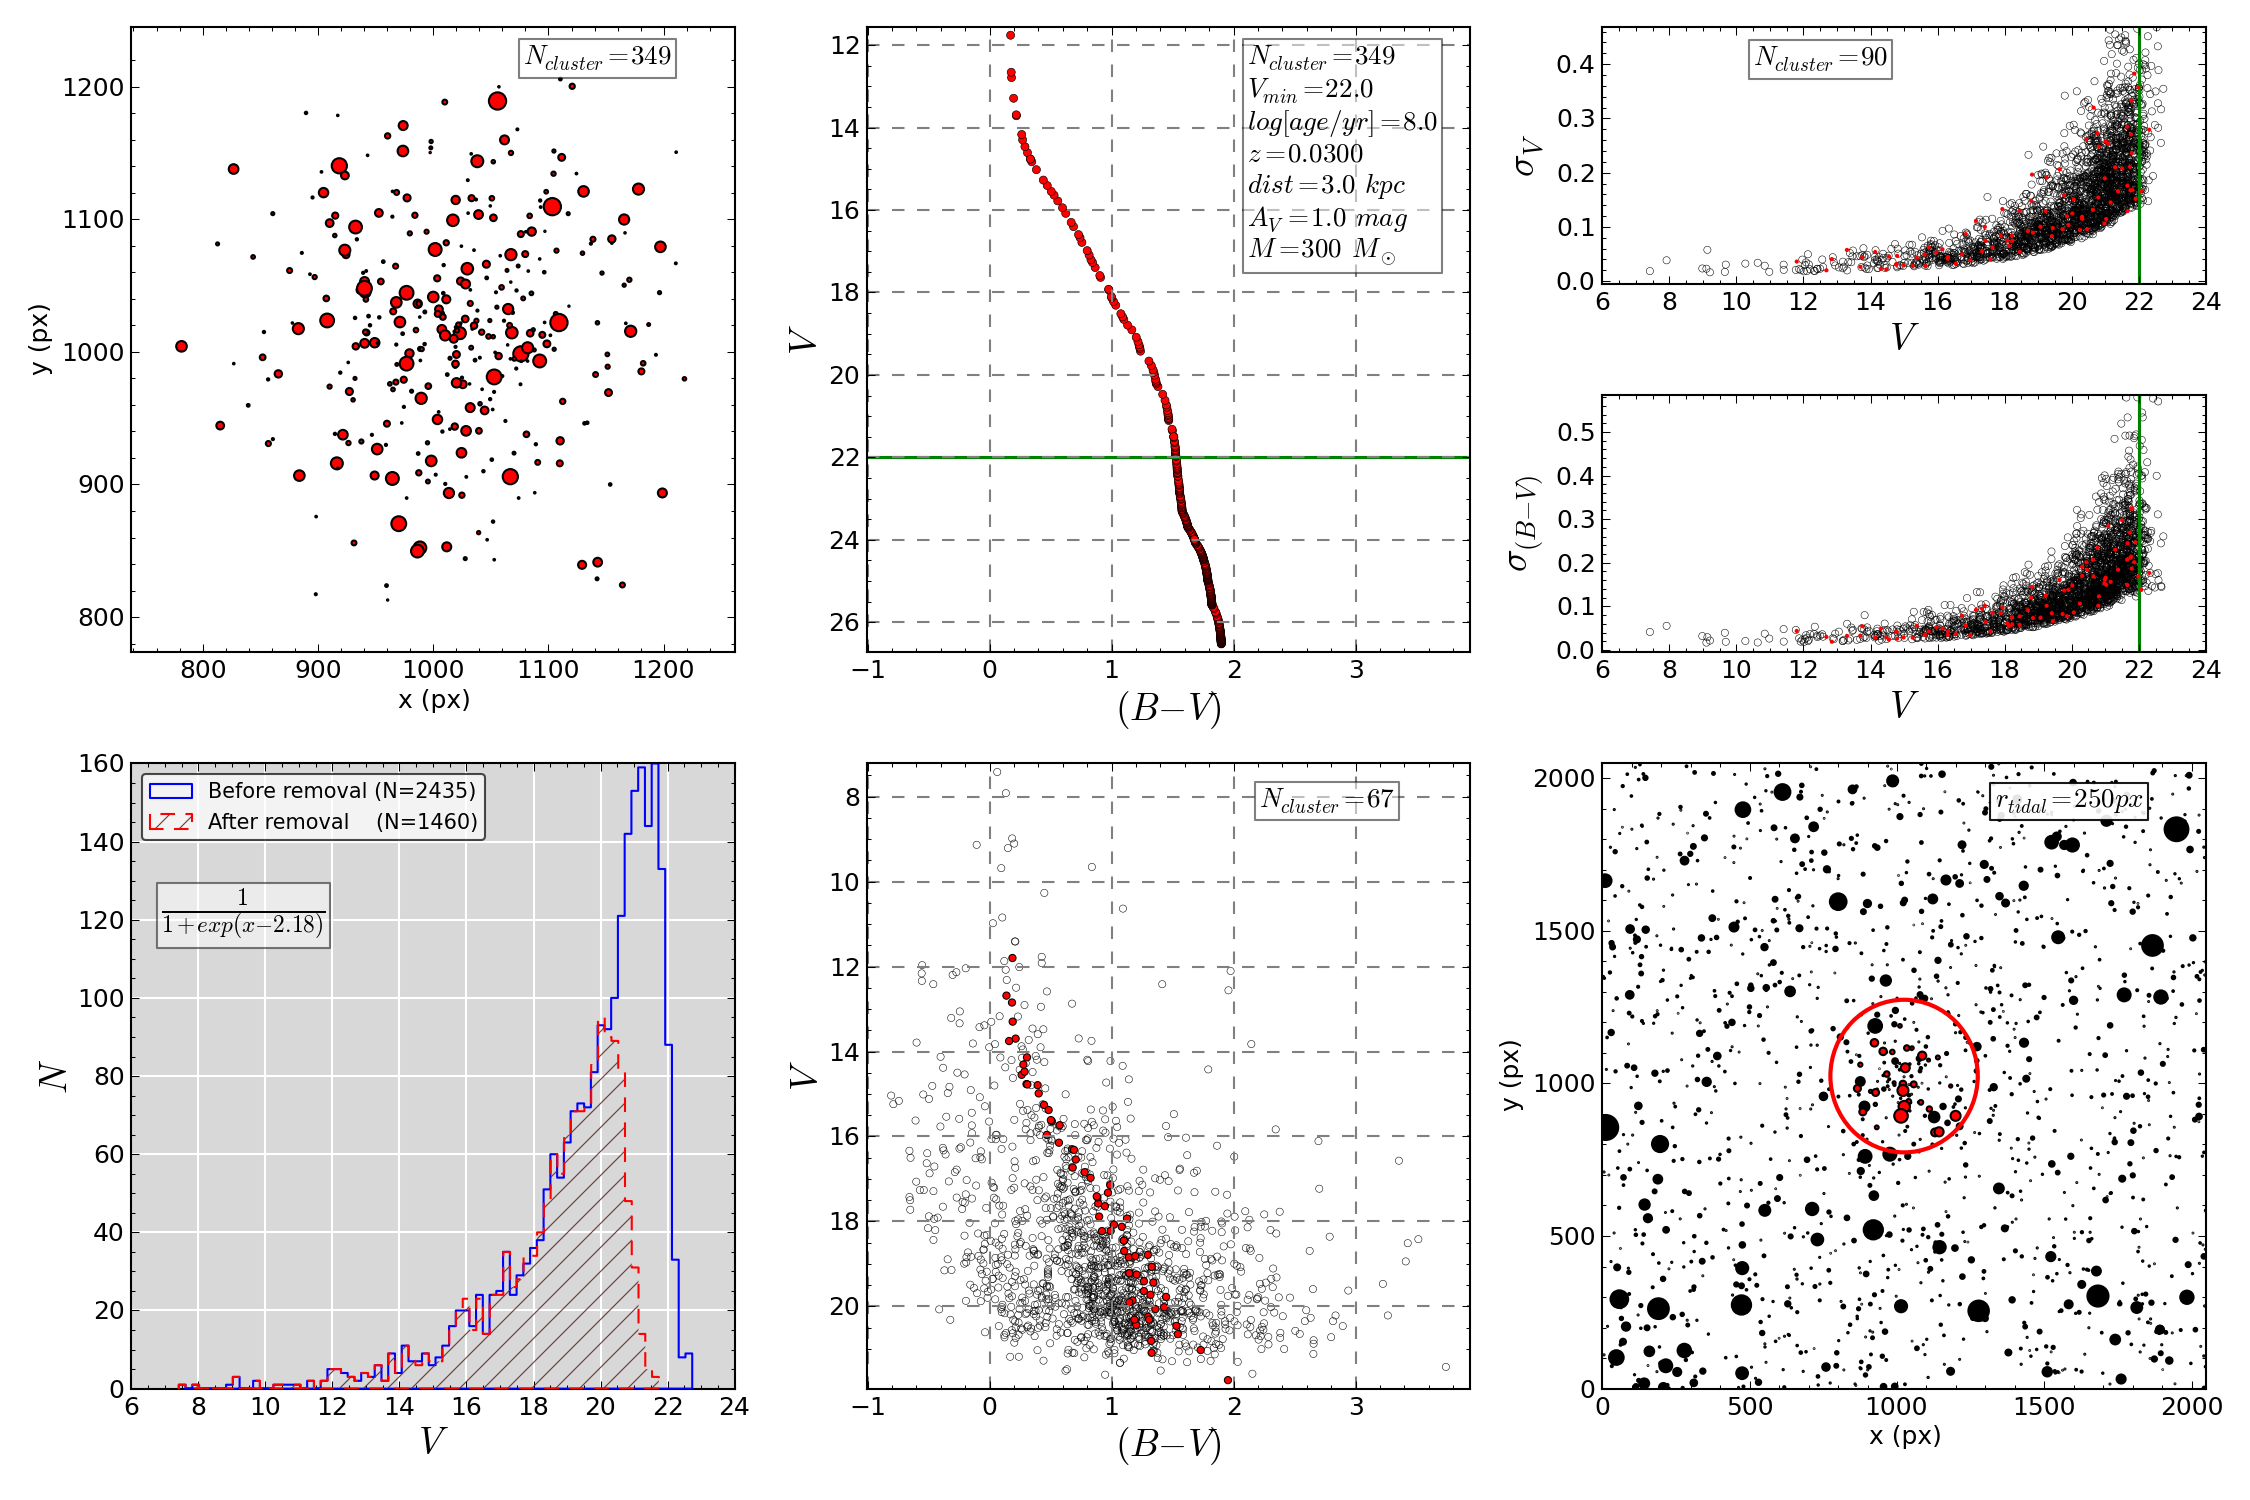 N_cluster=349
1200
1100
1000
900
800
y (px)
800 900 1000 1100 1200
x (px)
N_cluster=349
V_min=22.0
log[age/yr]=8.0
z=0.0300
dist=3.0 kpc
A_V=1.0 mag
M=300 M_⊙
12
14
16
18
20
22
24
26
V
−1 0 1 2 3
(B−V)
N_cluster=90
0.4
0.3
0.2
0.1
0.0
σ_V
6 8 10 12 14 16 18 20 22 24
V
0.5
0.4
0.3
0.2
0.1
0.0
σ_(B−V)
6 8 10 12 14 16 18 20 22 24
V
Before removal (N=2435)
After removal (N=1460)
1
1+exp(x−2.18)
160
140
120
100
80
60
40
20
0
N
6 8 10 12 14 16 18 20 22 24
V
N_cluster=67
8
10
12
14
16
18
20
V
−1 0 1 2 3
(B−V)
r_tidal=250px
2000
1500
1000
500
0
y (px)
0 500 1000 1500 2000
x (px)